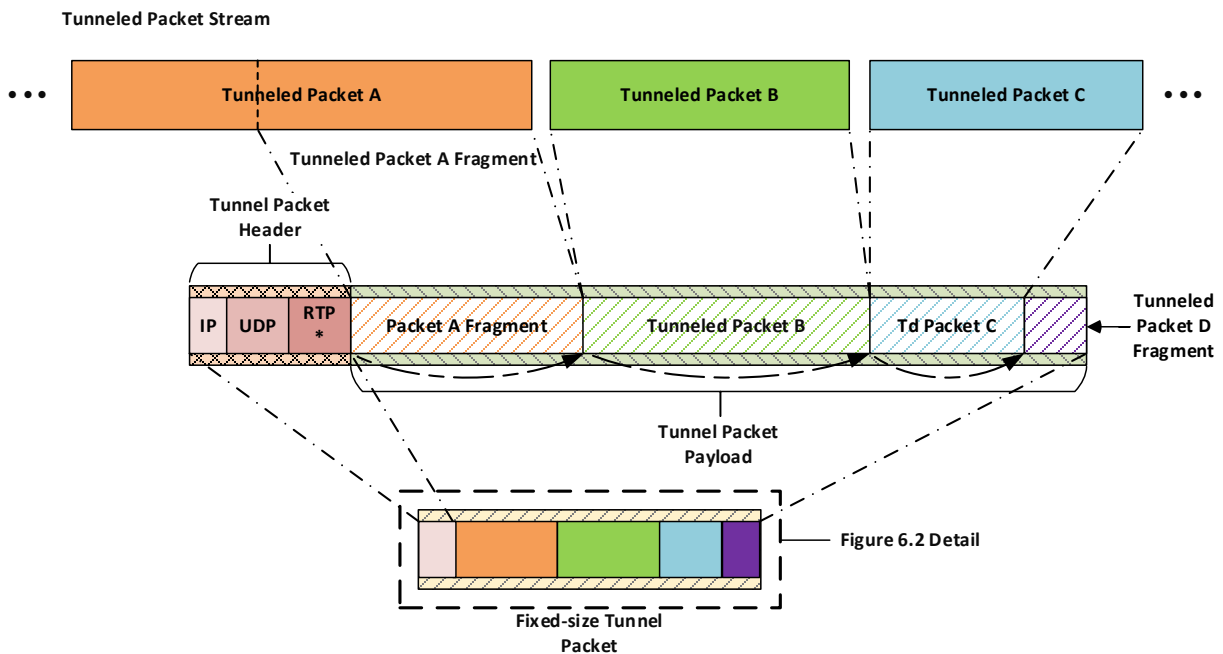 Tunneled Packet Stream
•••
Tunneled Packet A
Tunneled Packet B
Tunneled Packet C
•••
Tunneled Packet A Fragment
Tunnel Packet
Header
IP
UDP
RTP
*
Packet A Fragment
Tunneled Packet B
Td Packet C
Tunneled
Packet D
Fragment
Tunnel Packet
Payload
Figure 6.2 Detail
Fixed-size Tunnel
Packet